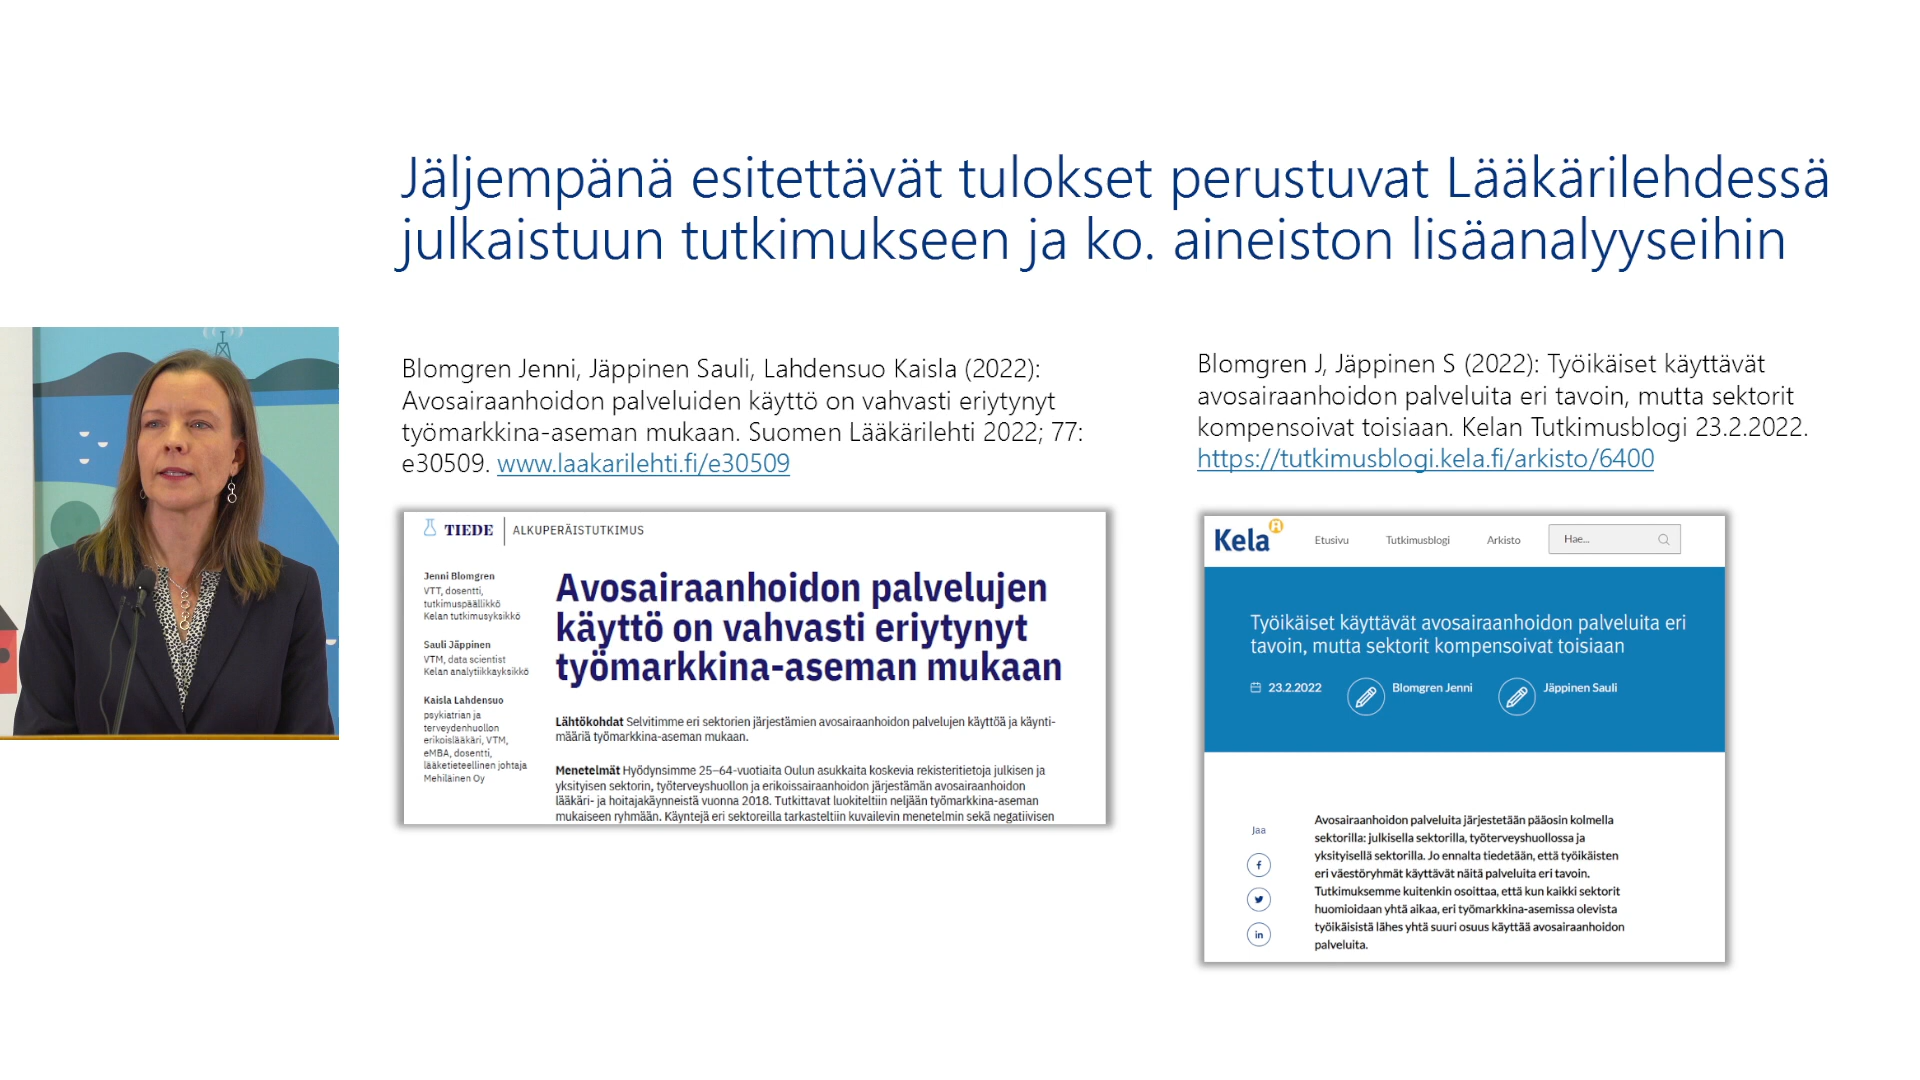 Jäljempänä esitettävät tulokset perustuvat Lääkärilehdessä
julkaistuun tutkimukseen ja ko. aineiston lisäanalyyseihin
Blomgren Jenni, Jäppinen Sauli, Lahdensuo Kaisla (2022):
Avosairaanhoidon palveluiden käyttö on vahvasti eriytynyt
työmarkkina-aseman mukaan. Suomen Lääkärilehti 2022; 77:
e30509. www.laakarilehti.fi/e30509
TIEDE ALKUPERÄISTUTKIMUS
Jenni Blomgren
VTT, dosentti,
tutkimuspäällikkö
Kelan tutkimusyksikkö
Sauli Jäppinen
VTM, data scientist
Kelan analytiikkayksikkö
Kaisla Lahdensuo
psykiatrian ja
terveydenhuollon
erikoislääkäri, VTM,
eMBA, dosentti,
lääketieteellinen johtaja
Mehiläinen Oy
Avosairaanhoidon palvelujen
käyttö on vahvasti eriytynyt
työmarkkina-aseman mukaan
Lähtökohdat Selvitimme eri sektorien järjestämien avosairaanhoidon palvelujen käyttöä ja käynti-
määriä työmarkkina-aseman mukaan.
Menetelmät Hyödynsimme 25–64-vuotiaita Oulun asukkaita koskevia rekisteritietoja julkisen ja
yksityisen sektorin, työterveyshuollon ja erikoissairaanhoidon järjestämän avosairaanhoidon
lääkäri- ja hoitajakäynneistä vuonna 2018. Tutkittavat luokiteltiin neljään työmarkkina-aseman
mukaiseen ryhmään. Käyntejä eri sektoreilla tarkasteltiin kuvailevin menetelmin sekä negatiivisen
Blomgren J, Jäppinen S (2022): Työikäiset käyttävät
avosairaanhoidon palveluita eri tavoin, mutta sektorit
kompensoivat toisiaan. Kelan Tutkimusblogi 23.2.2022.
https://tutkimusblogi.kela.fi/arkisto/6400
Kela Etusivu Tutkimusblogi Arkisto Hae...
Työikäiset käyttävät avosairaanhoidon palveluita eri
tavoin, mutta sektorit kompensoivat toisiaan
23.2.2022 Blomgren Jenni Jäppinen Sauli
Jaa
Avosairaanhoidon palveluita järjestetään pääosin kolmella
sektorilla: julkisella sektorilla, työterveyshuollossa ja
yksityisellä sektorilla. Jo ennalta tiedetään, että työikäisten
eri väestöryhmät käyttävät näitä palveluita eri tavoin.
Tutkimuksemme kuitenkin osoittaa, että kun kaikki sektorit
huomioidaan yhtä aikaa, eri työmarkkina-asemissa olevista
työikäisistä lähes yhtä suuri osuus käyttää avosairaanhoidon
palveluita.